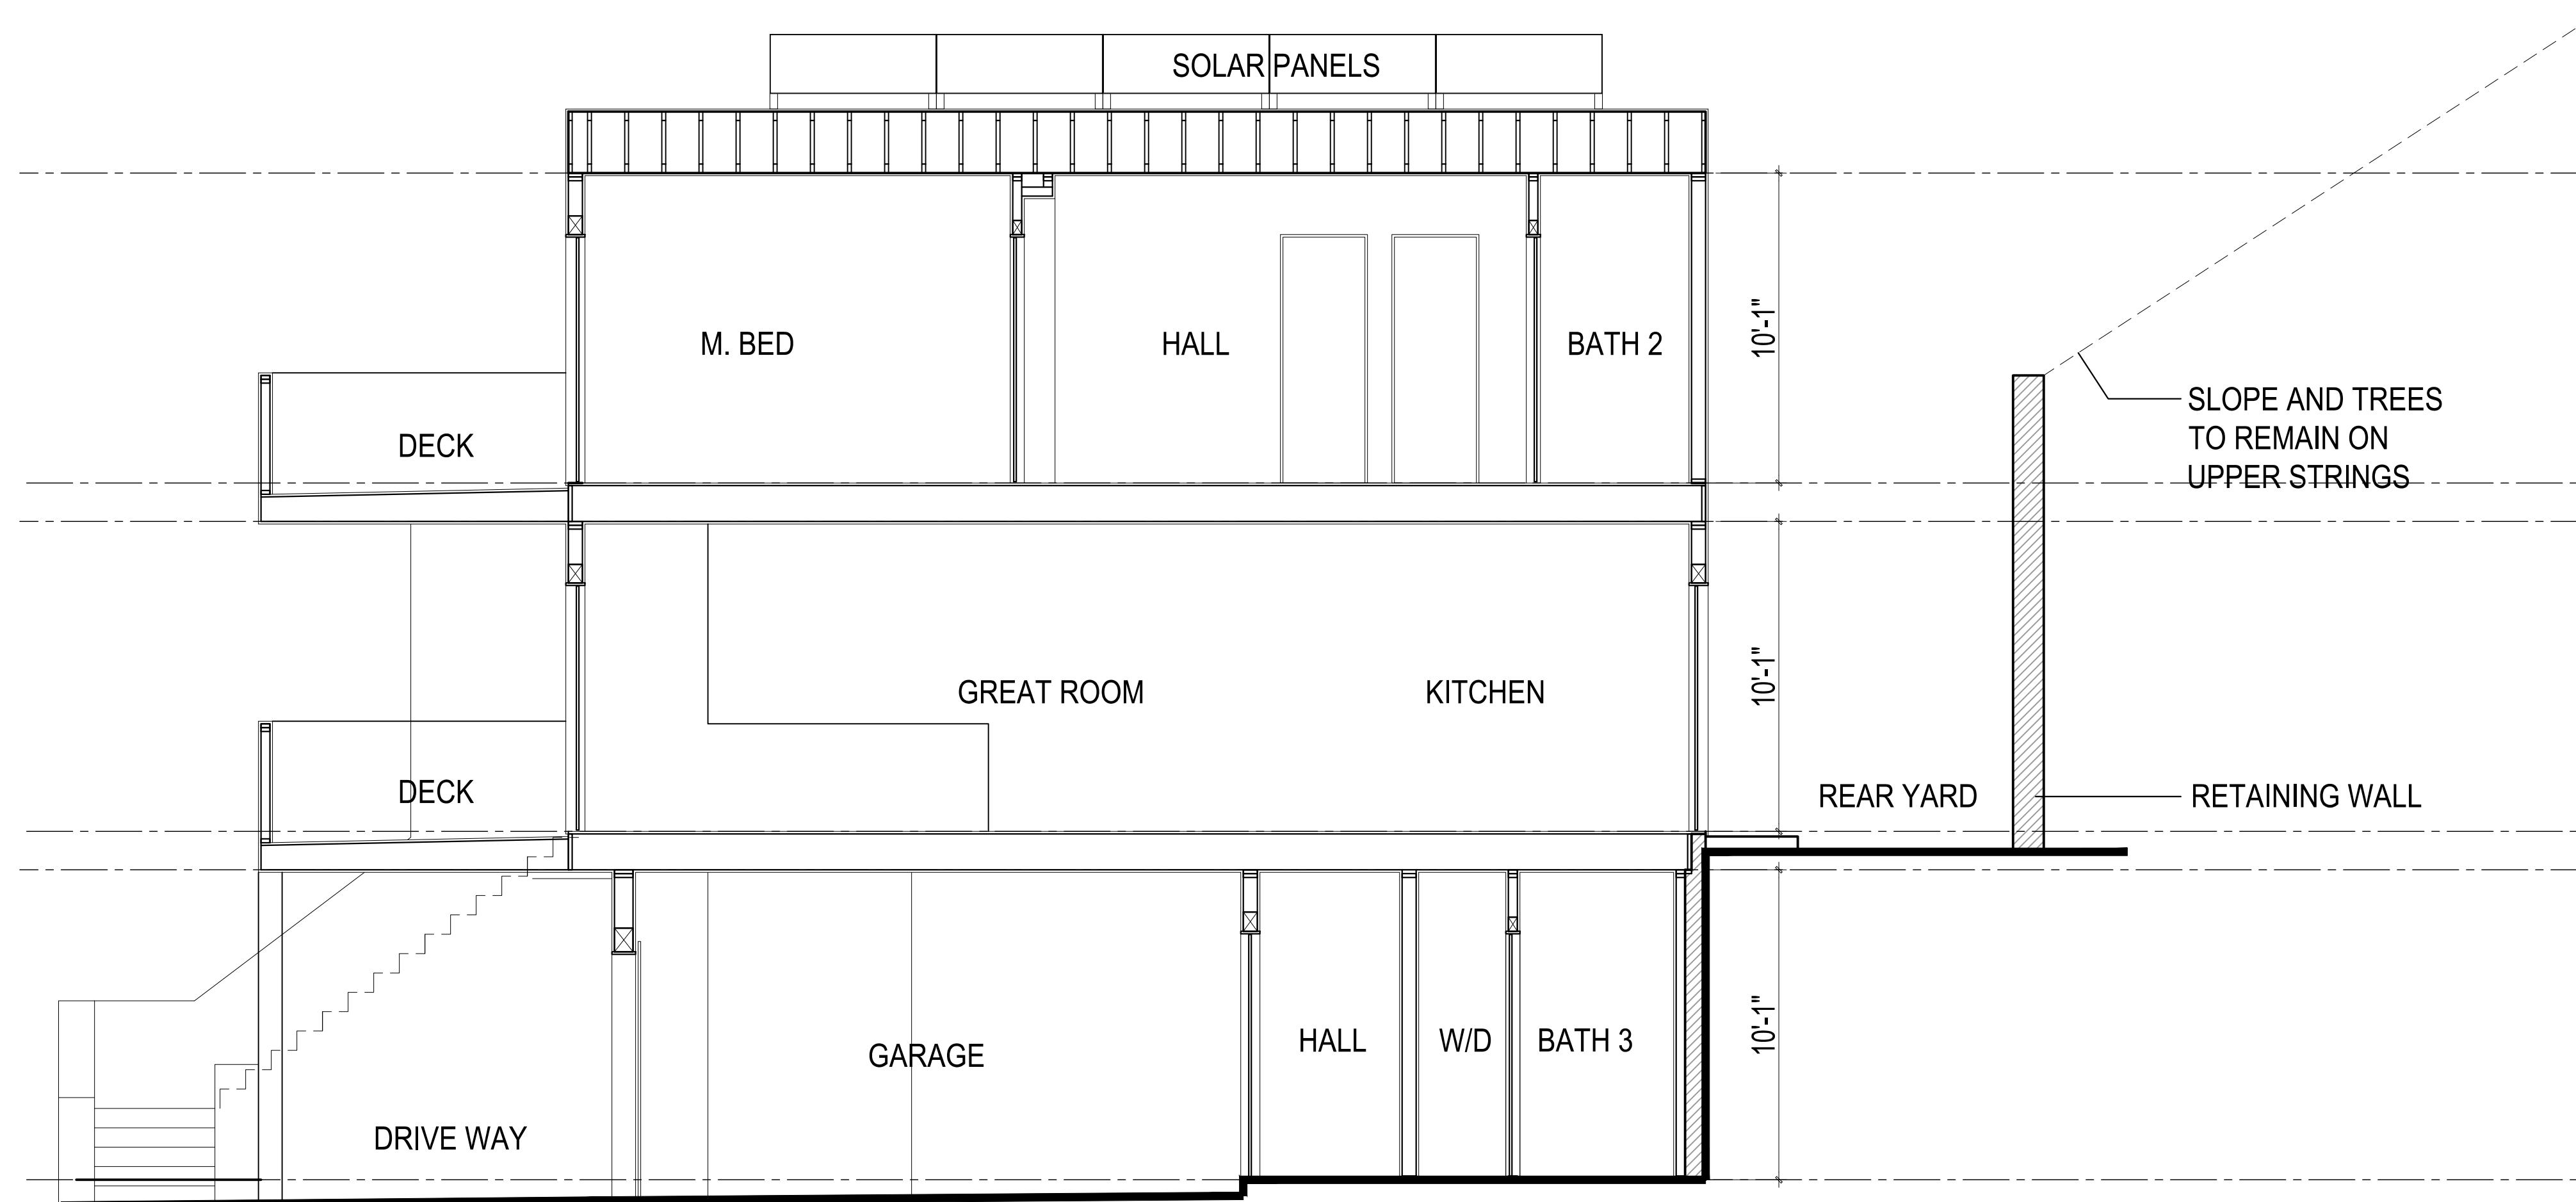 SOLAR PANELS
M. BED
HALL
BATH 2
10'-1"
SLOPE AND TREES
TO REMAIN ON
UPPER STRINGS
DECK
GREAT ROOM
KITCHEN
10'-1"
DECK
REAR YARD
RETAINING WALL
GARAGE
HALL
W/D
BATH 3
10'-1"
DRIVE WAY